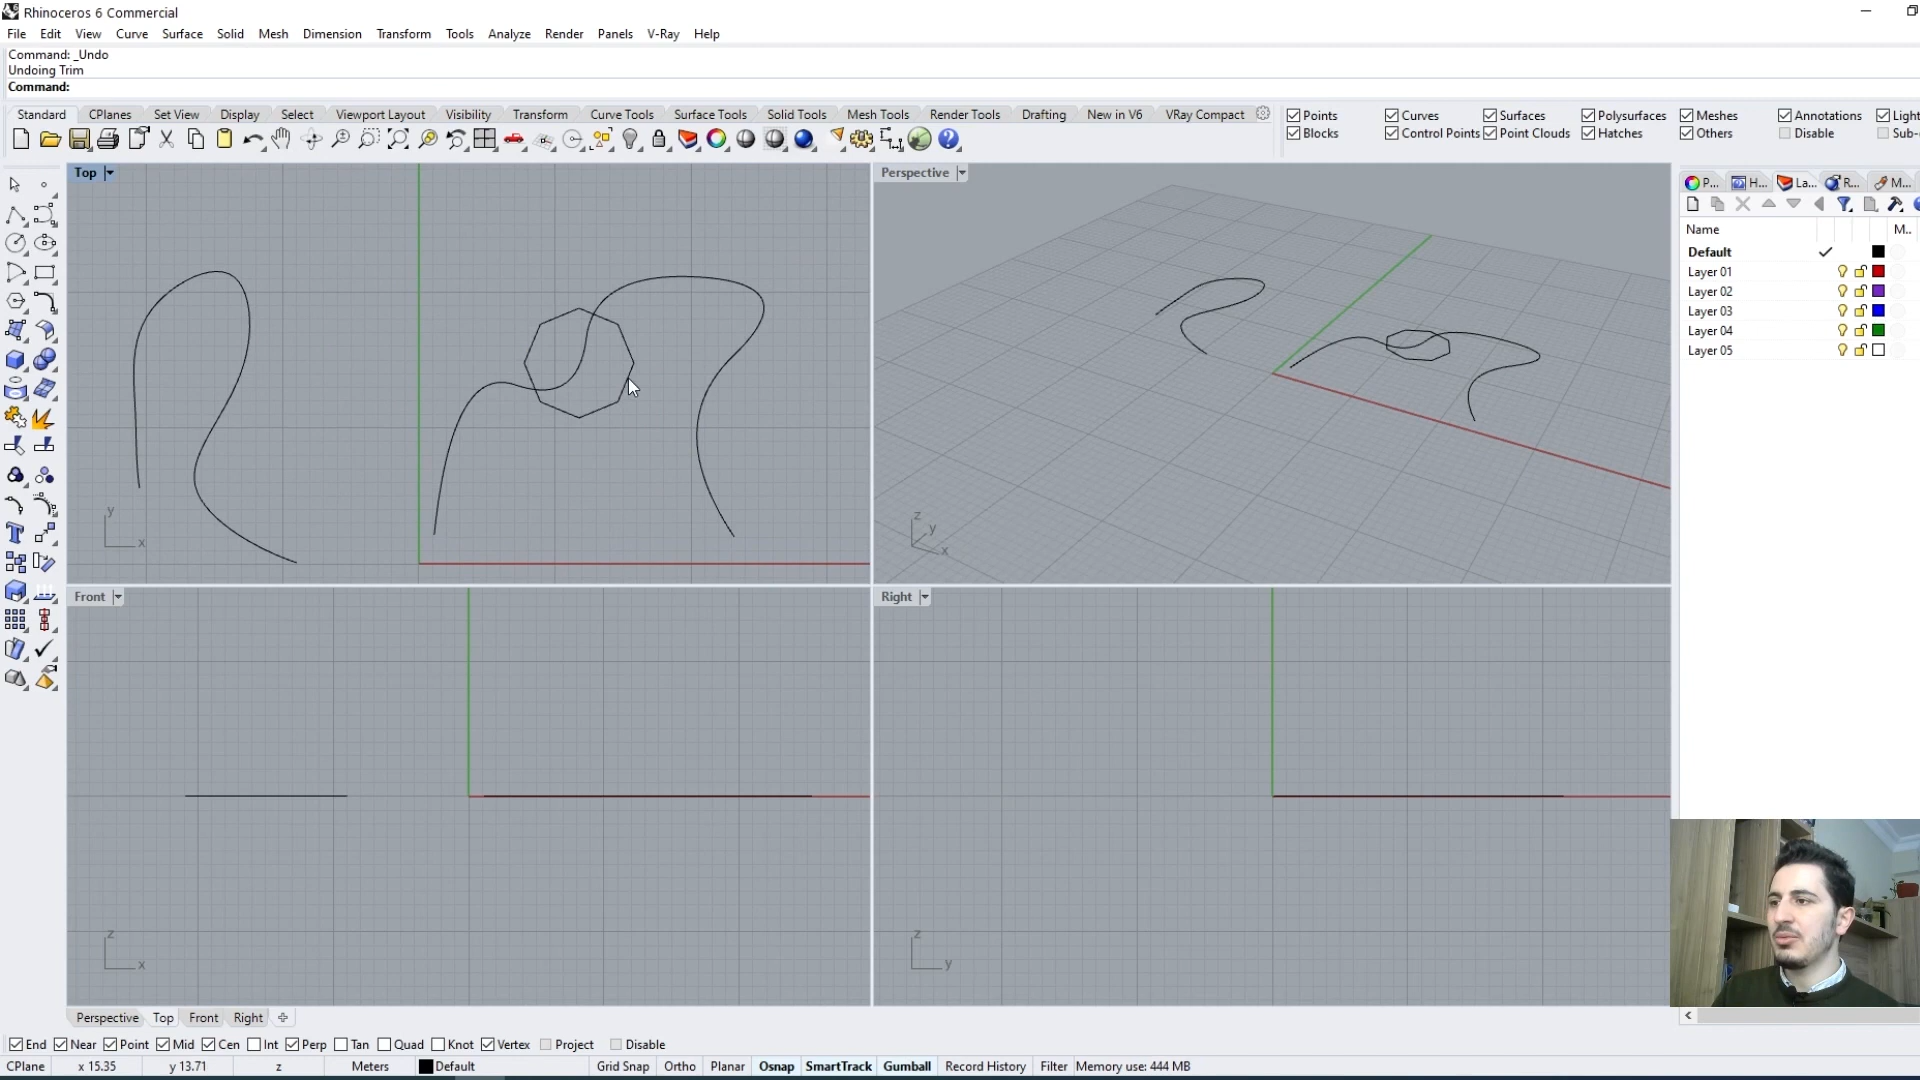 Rhinoceros 6 Commercial
File Edit View Curve Surface Solid Mesh Dimension Transform Tools Analyze Render Panels V-Ray Help
Command: _Undo
Undoing Trim
Command:
Standard CPlanes Set View Display Select Viewport Layout Visibility Transform Curve Tools Surface Tools Solid Tools Mesh Tools Render Tools Drafting New in V6 VRay Compact
Points Curves Surfaces Polysurfaces Meshes Annotations Light
Blocks Control Points Point Clouds Hatches Others Disable Sub-
Top
Perspective
P... H... La... R... M...
Name M..
Default
Layer 01
Layer 02
Layer 03
Layer 04
Layer 05
y
x
z
y
x
Front
Right
z
x
z
y
Perspective Top Front Right
End Near Point Mid Cen Int Perp Tan Quad Knot Vertex Project Disable
CPlane x 15.35 y 13.71 z Meters Default Grid Snap Ortho Planar Osnap SmartTrack Gumball Record History Filter Memory use: 444 MB